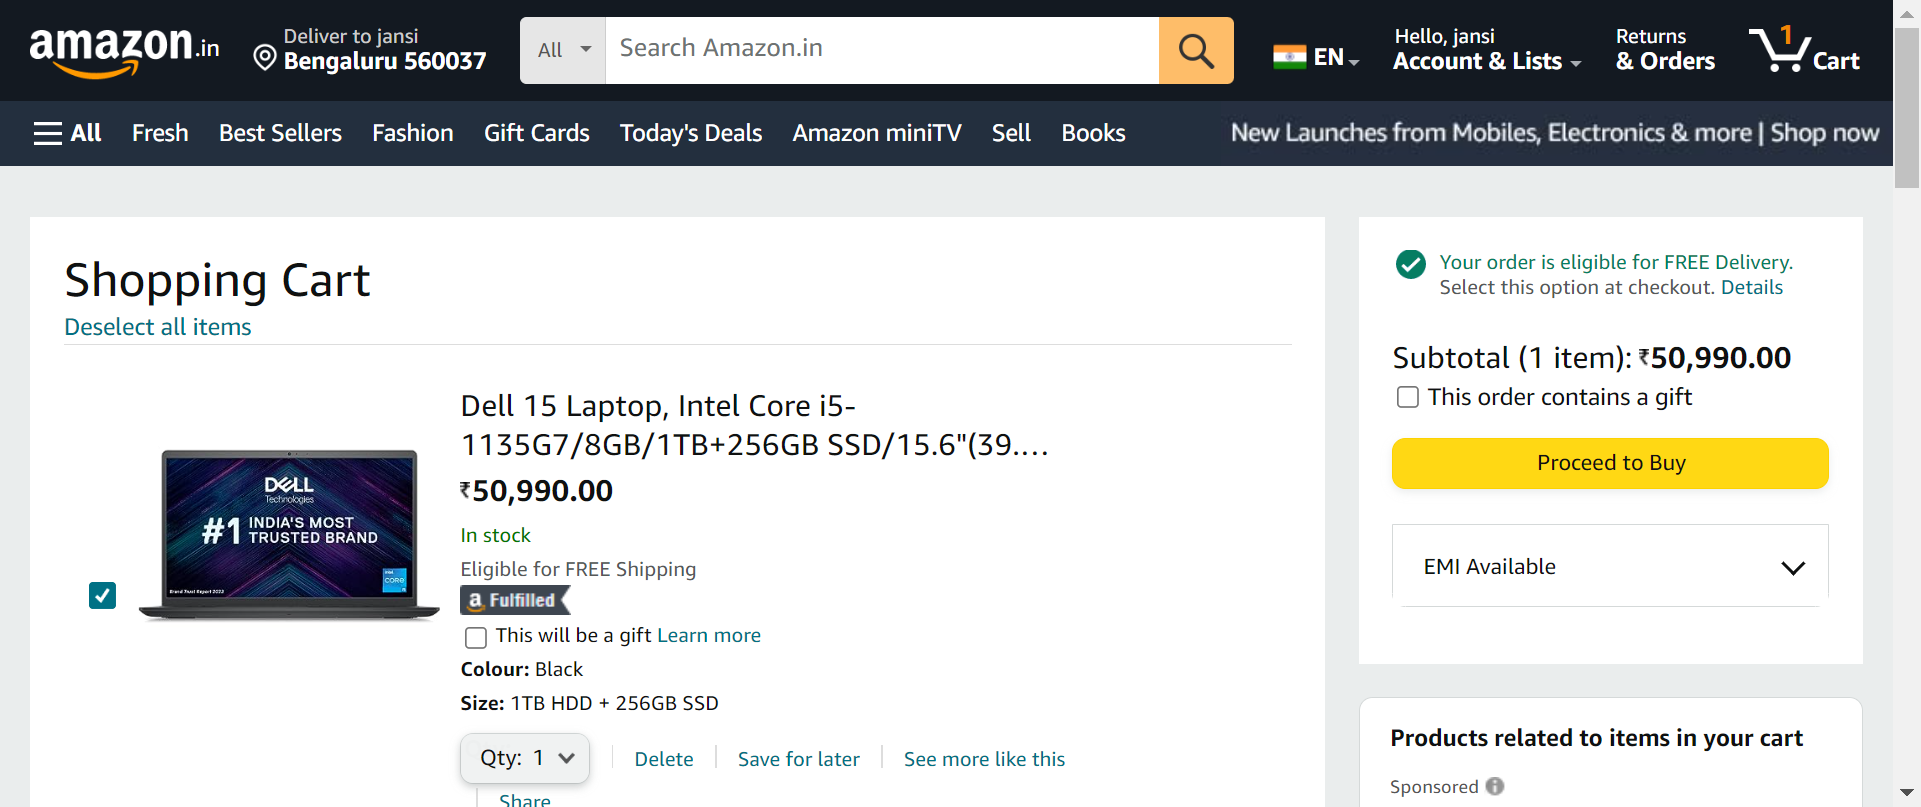 amazon.in
Deliver to jansi
Bengaluru 560037
All
Search Amazon.in
EN
Hello, jansi
Account & Lists
Returns
& Orders
1
Cart
All
Fresh
Best Sellers
Fashion
Gift Cards
Today's Deals
Amazon miniTV
Sell
Books
New Launches from Mobiles, Electronics & more | Shop now
Shopping Cart
Deselect all items
DELL
Technologies
#1 INDIA'S MOST
TRUSTED BRAND
intel
CORE
i5
Brand Trust Report 2023
Dell 15 Laptop, Intel Core i5-
1135G7/8GB/1TB+256GB SSD/15.6"(39.…
₹50,990.00
In stock
Eligible for FREE Shipping
a Fulfilled
This will be a gift Learn more
Colour: Black
Size: 1TB HDD + 256GB SSD
Qty: 1
Delete
Save for later
See more like this
Share
Your order is eligible for FREE Delivery.
Select this option at checkout. Details
Subtotal (1 item): ₹50,990.00
This order contains a gift
Proceed to Buy
EMI Available
Products related to items in your cart
Sponsored